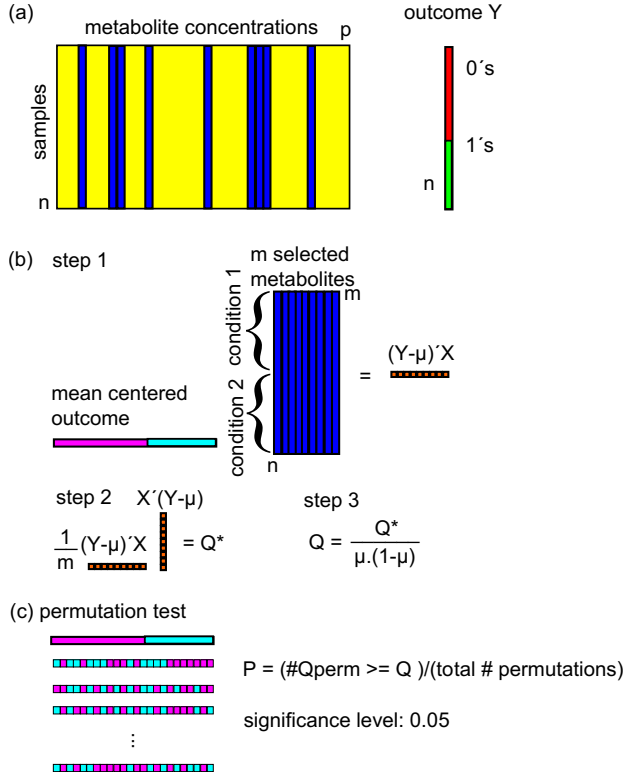 (a)
metabolite concentrations p
outcome Y
samples
n
0´s
1´s
n
(b) step 1
m selected
metabolites
m
condition 1
condition 2
n
mean centered
outcome
= (Y-µ)´X
step 2 X´(Y-µ)
1/m (Y-µ)´X = Q*
step 3
Q = Q* / µ.(1-µ)
(c) permutation test
P = (#Qperm >= Q )/(total # permutations)
significance level: 0.05
...